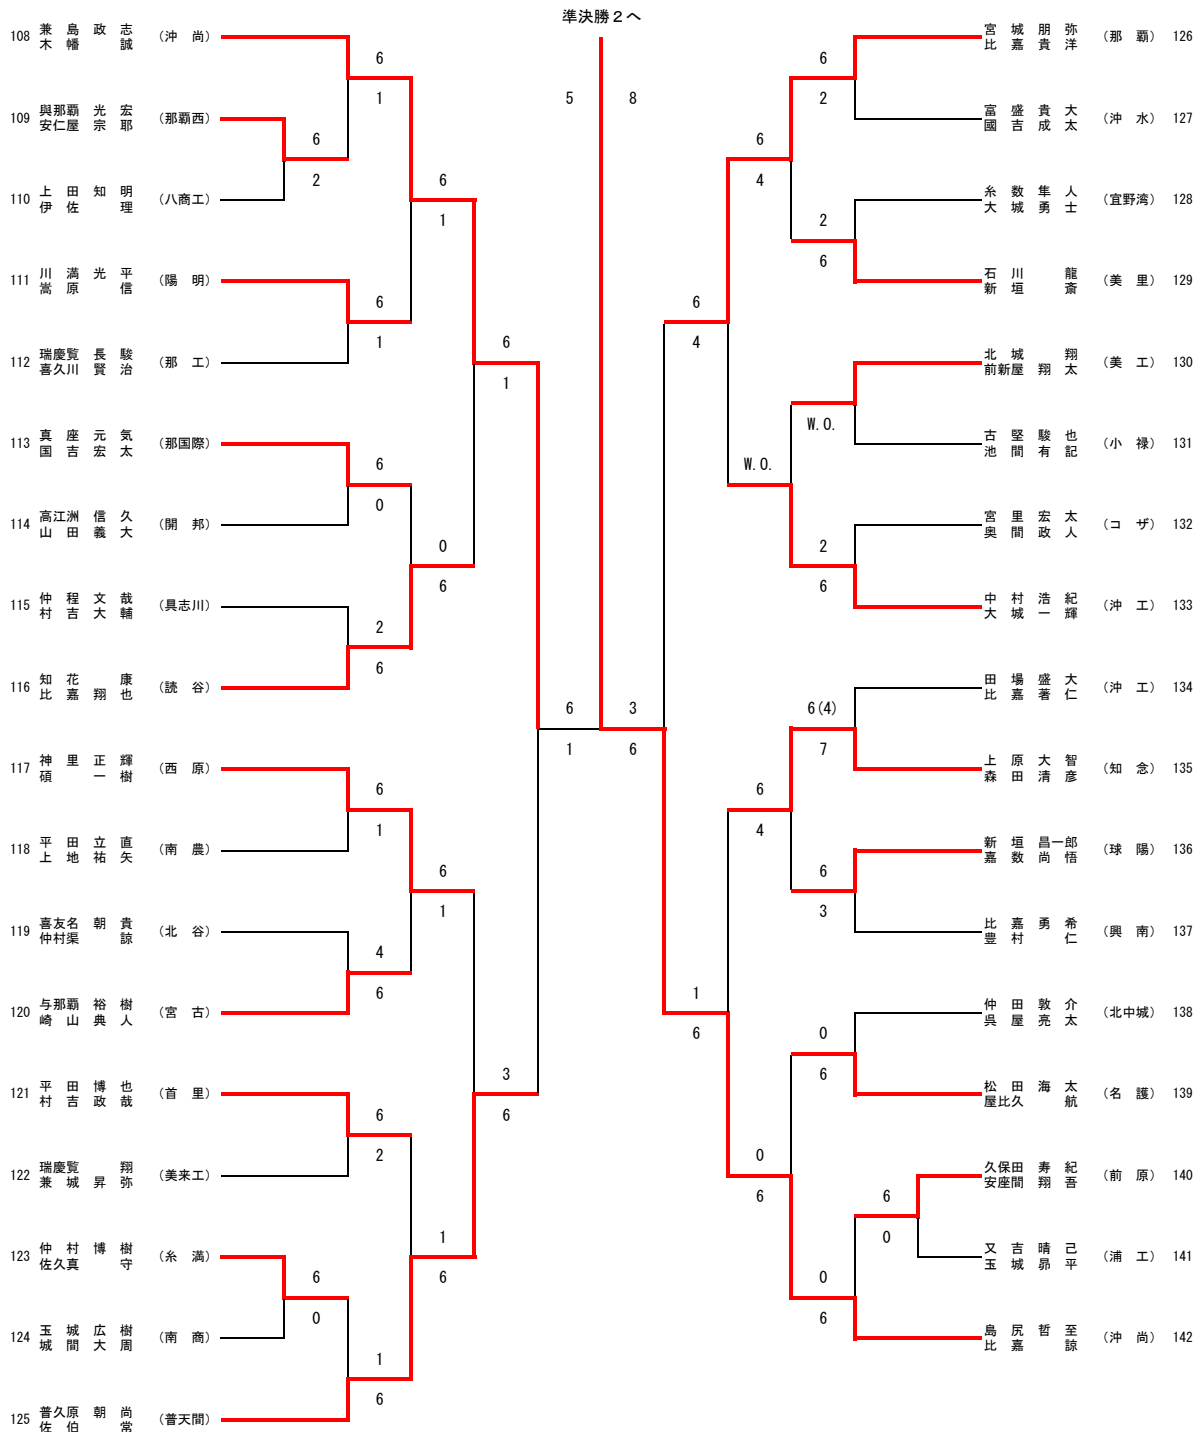 準決勝2へ
5 8
108 兼島政志 (沖尚)
木幡誠
6
1
109 與那覇光宏 (那覇西)
安仁屋宗耶
6
2
110 上田知明 (八商工)
伊佐理
6
1
111 川満光平 (陽明)
嵩原信
6
1
112 瑞慶覧長駿 (那工)
喜久川賢治
6
1
113 真座元気 (那国際)
国吉宏太
6
0
114 高江洲信久 (開邦)
山田義大
0
6
115 仲程文哉 (具志川)
村吉大輔
2
6
116 知花康 (読谷)
比嘉翔也
6
1
117 神里正輝 (西原)
碩一樹
6
1
118 平田立直 (南農)
上地祐矢
6
1
119 喜友名朝貴 (北谷)
仲村渠諒
4
6
120 与那覇裕樹 (宮古)
崎山典人
3
6
121 平田博也 (首里)
村吉政哉
6
2
122 瑞慶覧翔 (美来工)
兼城昇弥
1
6
123 仲村博樹 (糸満)
佐久真守
6
0
124 玉城広樹 (南商)
城間大周
1
6
125 普久原朝尚 (普天間)
佐伯常
宮城朋弥 (那覇) 126
比嘉貴洋
6
2
富盛貴大 (沖水) 127
國吉成太
6
4
糸数隼人 (宜野湾) 128
大城勇士
2
6
石川龍 (美里) 129
新垣斎
6
4
北城翔 (美工) 130
前新屋翔太
W.O.
古堅駿也 (小禄) 131
池間有記
W.O.
宮里宏太 (コザ) 132
奥間政人
2
6
中村浩紀 (沖工) 133
大城一輝
3
6
田場盛大 (沖工) 134
比嘉著仁
6(4)
7
上原大智 (知念) 135
森田清彦
6
4
新垣昌一郎 (球陽) 136
嘉数尚悟
6
3
比嘉勇希 (興南) 137
豊村仁
1
6
仲田敦介 (北中城) 138
呉屋亮太
0
6
松田海太 (名護) 139
屋比久航
0
6
久保田寿紀 (前原) 140
安座間翔吾
6
0
又吉晴己 (浦工) 141
玉城昴平
0
6
島尻哲至 (沖尚) 142
比嘉諒